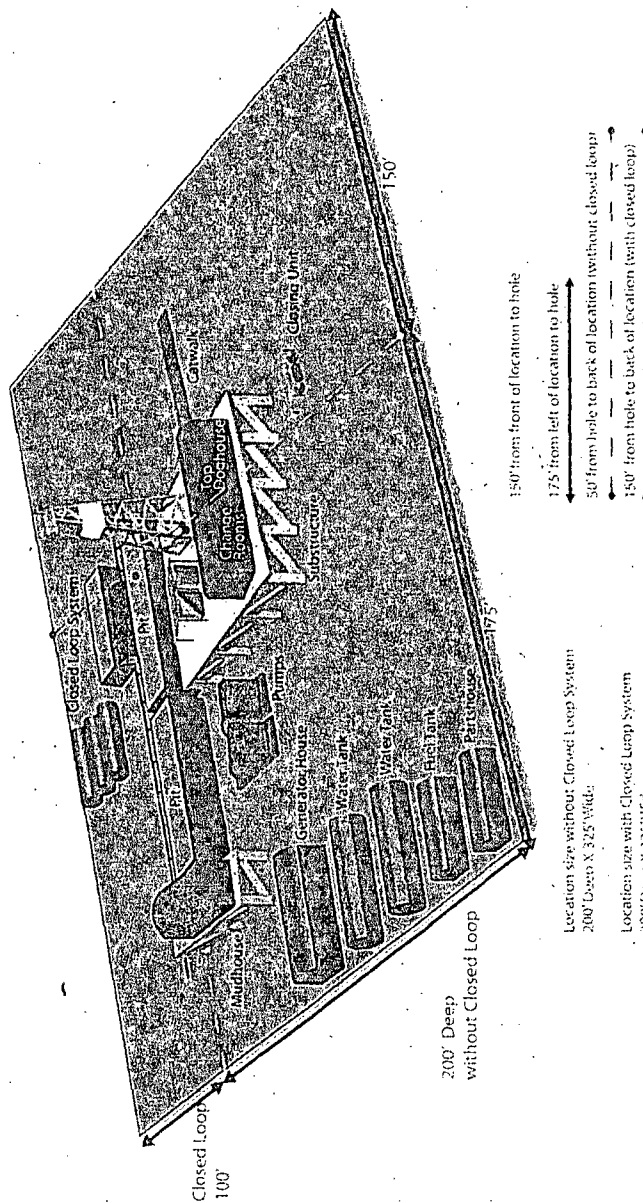 Closed Loop
100'
200' Deep
without Closed Loop
Closed Loop System
Pit
Pit
Mudhouse
Generator House
Water Tank
Water Tank
Fuel Tank
Partshouse
Pumps
Change
Rooms
Top
Doghouse
Catwalk
Substructure
Closing Unit
175'
150'
Location size without Closed Loop System
200' Deep X 325' Wide
Location size with Closed Loop System
150' from front of location to hole
175' from left of location to hole
50' from hole to back of location (without closed loop)
150' from hole to back of location (with closed loop)